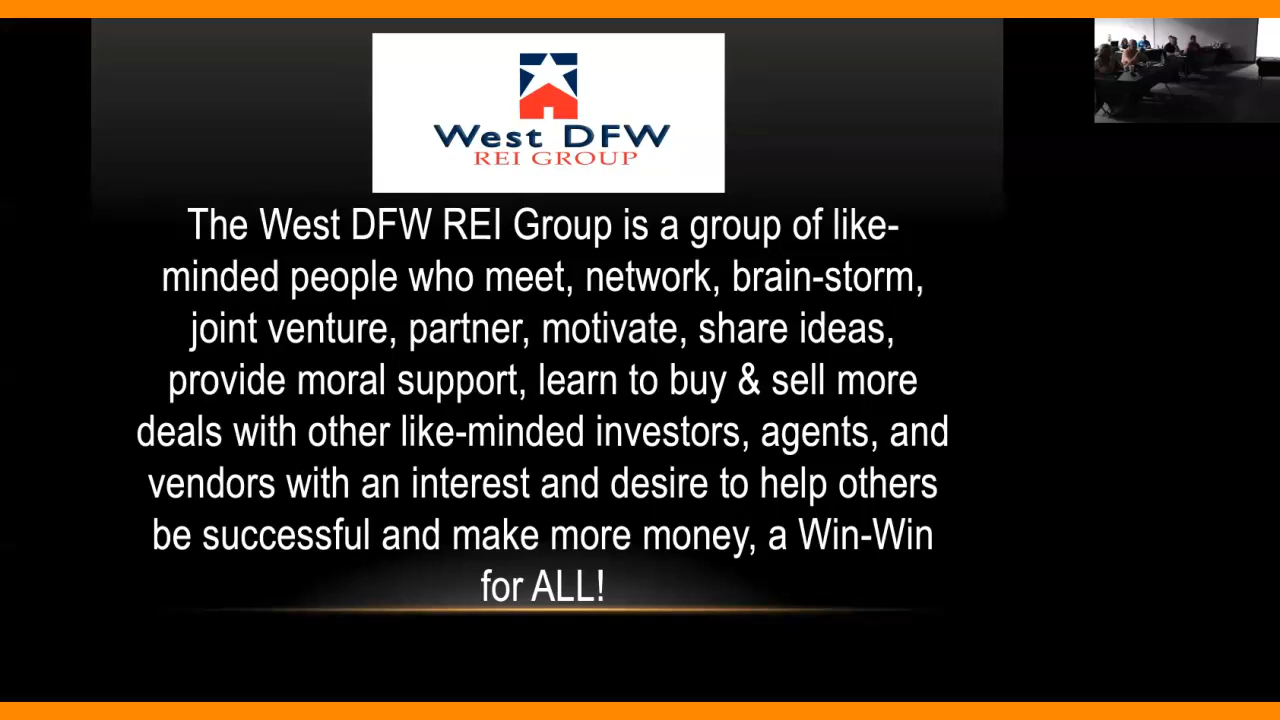 West DFW
REI GROUP
The West DFW REI Group is a group of like-
minded people who meet, network, brain-storm,
joint venture, partner, motivate, share ideas,
provide moral support, learn to buy & sell more
deals with other like-minded investors, agents, and
vendors with an interest and desire to help others
be successful and make more money, a Win-Win
for ALL!